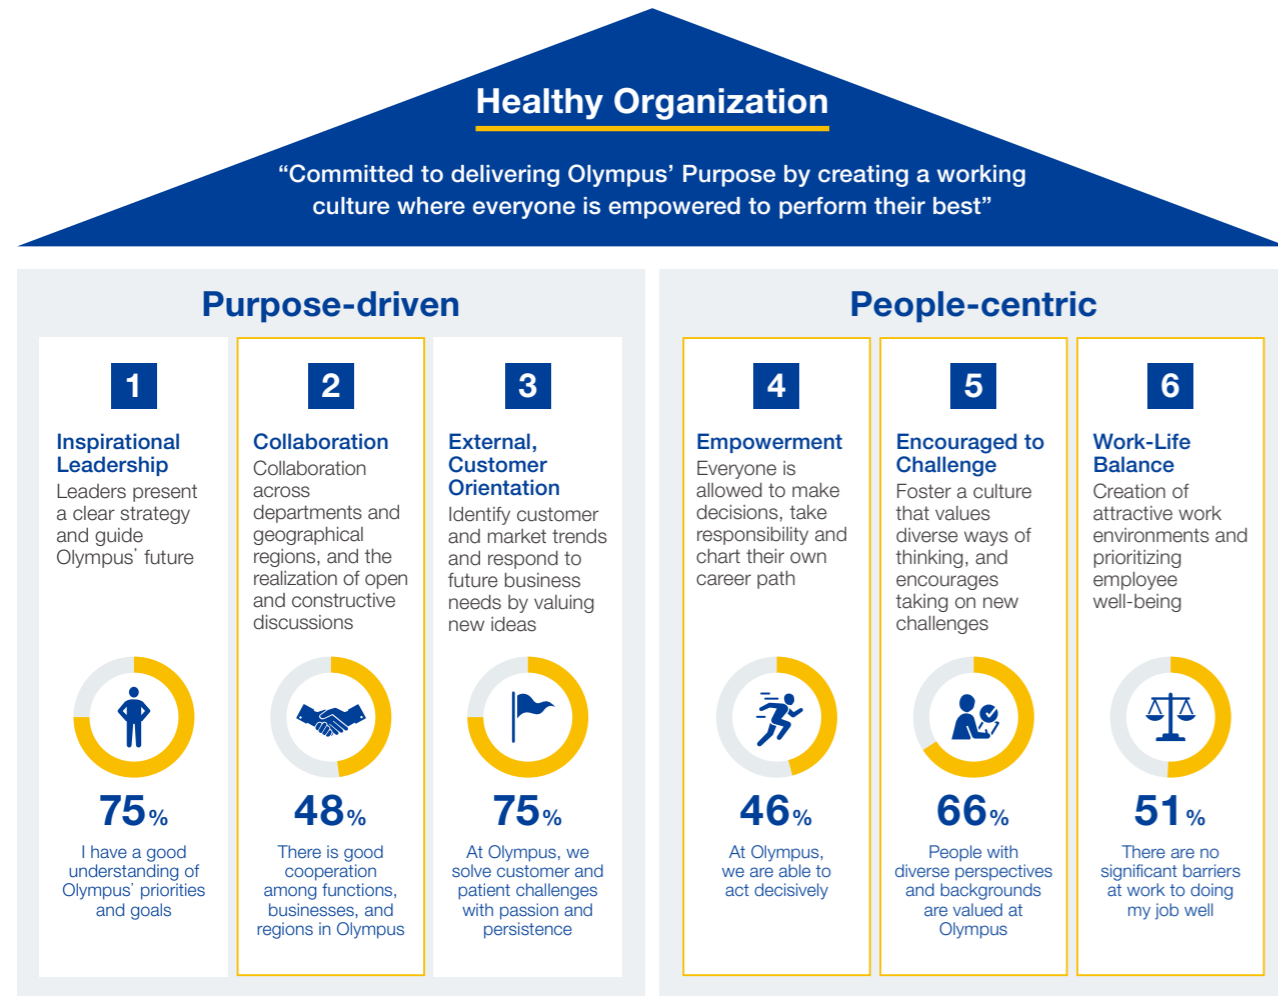 Healthy Organization
“Committed to delivering Olympus’ Purpose by creating a working
culture where everyone is empowered to perform their best”
Purpose-driven
1
Inspirational
Leadership
Leaders present
a clear strategy
and guide
Olympus’ future
75%
I have a good
understanding of
Olympus’ priorities
and goals
2
Collaboration
Collaboration
across
departments and
geographical
regions, and the
realization of open
and constructive
discussions
48%
There is good
cooperation
among functions,
businesses, and
regions in Olympus
3
External,
Customer
Orientation
Identify customer
and market trends
and respond to
future business
needs by valuing
new ideas
75%
At Olympus, we
solve customer and
patient challenges
with passion and
persistence
People-centric
4
Empowerment
Everyone is
allowed to make
decisions, take
responsibility and
chart their own
career path
46%
At Olympus,
we are able to
act decisively
5
Encouraged to
Challenge
Foster a culture
that values
diverse ways of
thinking, and
encourages
taking on new
challenges
66%
People with
diverse perspectives
and backgrounds
are valued at
Olympus
6
Work-Life
Balance
Creation of
attractive work
environments and
prioritizing
employee
well-being
51%
There are no
significant barriers
at work to doing
my job well